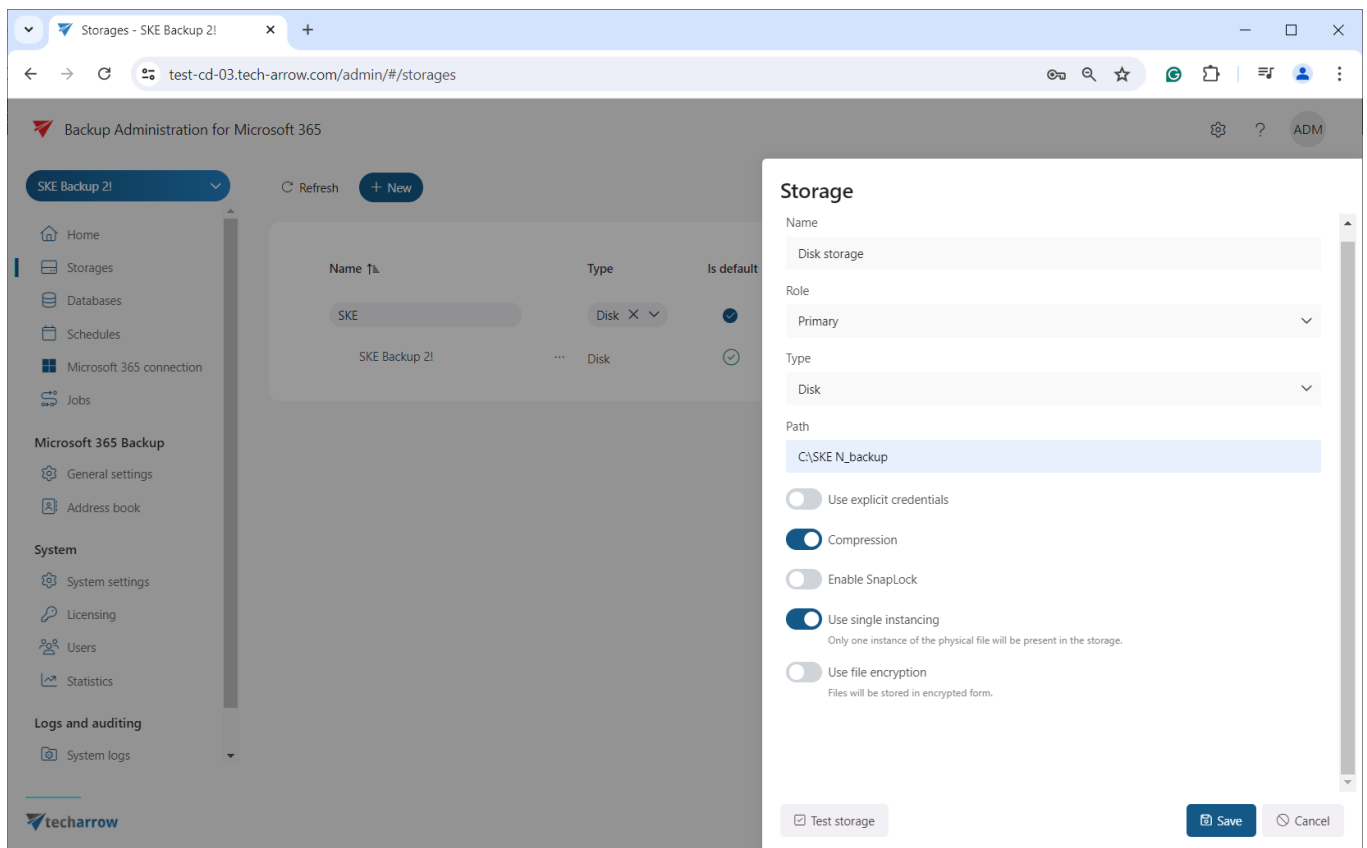 Storages - SKE Backup 2!
test-cd-03.tech-arrow.com/admin/#/storages
Backup Administration for Microsoft 365
ADM
SKE Backup 2!
Home
Storages
Databases
Schedules
Microsoft 365 connection
Jobs
Microsoft 365 Backup
General settings
Address book
System
System settings
Licensing
Users
Statistics
Logs and auditing
System logs
techarrow
Refresh
New
Name Type Is default
SKE Disk
SKE Backup 2! Disk
Storage
Name
Disk storage
Role
Primary
Type
Disk
Path
C:\SKE N_backup
Use explicit credentials
Compression
Enable SnapLock
Use single instancing
Only one instance of the physical file will be present in the storage.
Use file encryption
Files will be stored in encrypted form.
Test storage
Save
Cancel